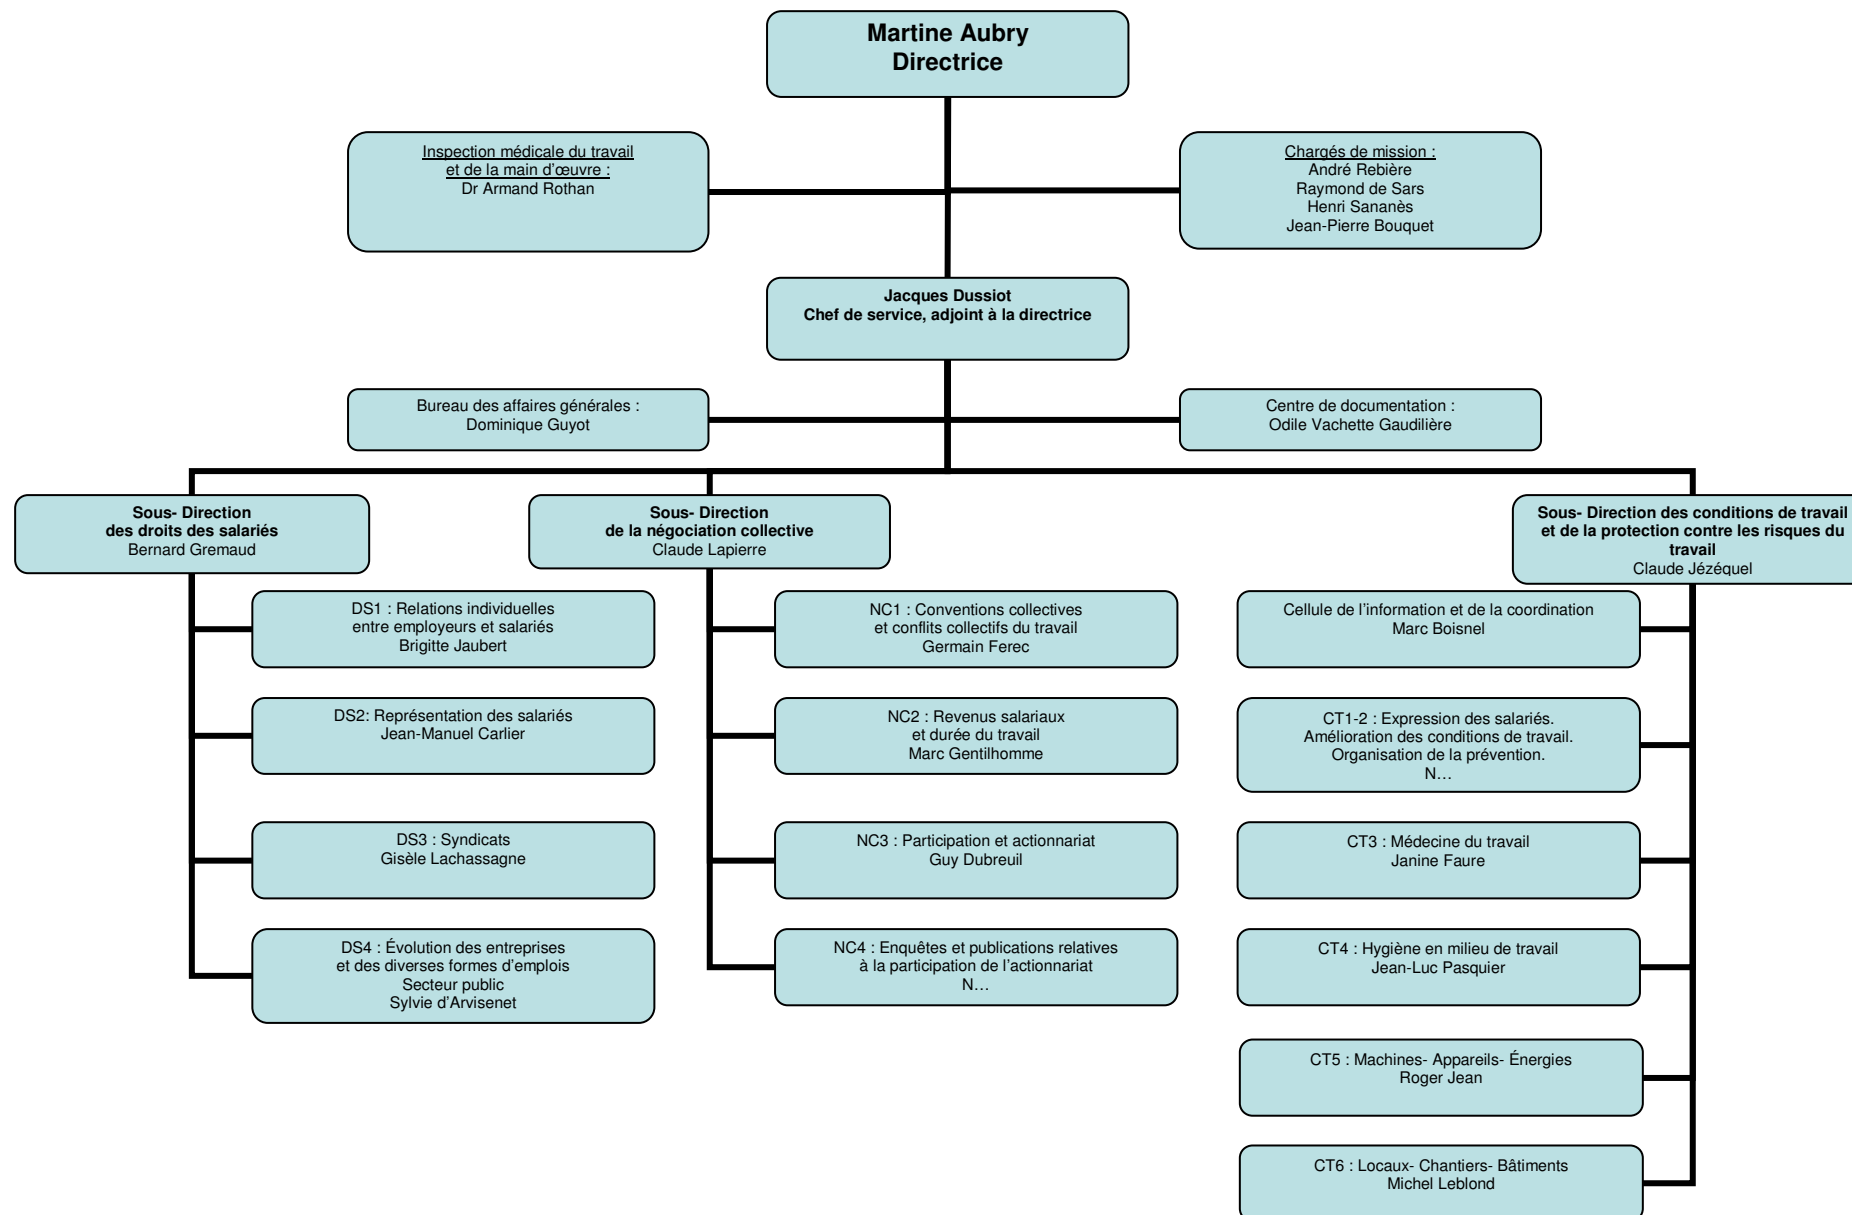 Martine Aubry
Directrice
Inspection médicale du travail
et de la main d'œuvre :
Dr Armand Rothan
Chargés de mission :
André Rebière
Raymond de Sars
Henri Sananès
Jean-Pierre Bouquet
Jacques Dussiot
Chef de service, adjoint à la directrice
Bureau des affaires générales :
Dominique Guyot
Centre de documentation :
Odile Vachette Gaudilière
Sous- Direction
des droits des salariés
Bernard Gremaud
Sous- Direction
de la négociation collective
Claude Lapierre
Sous- Direction des conditions de travail
et de la protection contre les risques du
travail
Claude Jézéquel
DS1 : Relations individuelles
entre employeurs et salariés
Brigitte Jaubert
DS2: Représentation des salariés
Jean-Manuel Carlier
DS3 : Syndicats
Gisèle Lachassagne
DS4 : Évolution des entreprises
et des diverses formes d'emplois
Secteur public
Sylvie d'Arvisenet
NC1 : Conventions collectives
et conflits collectifs du travail
Germain Ferec
NC2 : Revenus salariaux
et durée du travail
Marc Gentilhomme
NC3 : Participation et actionnariat
Guy Dubreuil
NC4 : Enquêtes et publications relatives
à la participation de l'actionnariat
N…
Cellule de l'information et de la coordination
Marc Boisnel
CT1-2 : Expression des salariés.
Amélioration des conditions de travail.
Organisation de la prévention.
N…
CT3 : Médecine du travail
Janine Faure
CT4 : Hygiène en milieu de travail
Jean-Luc Pasquier
CT5 : Machines- Appareils- Énergies
Roger Jean
CT6 : Locaux- Chantiers- Bâtiments
Michel Leblond